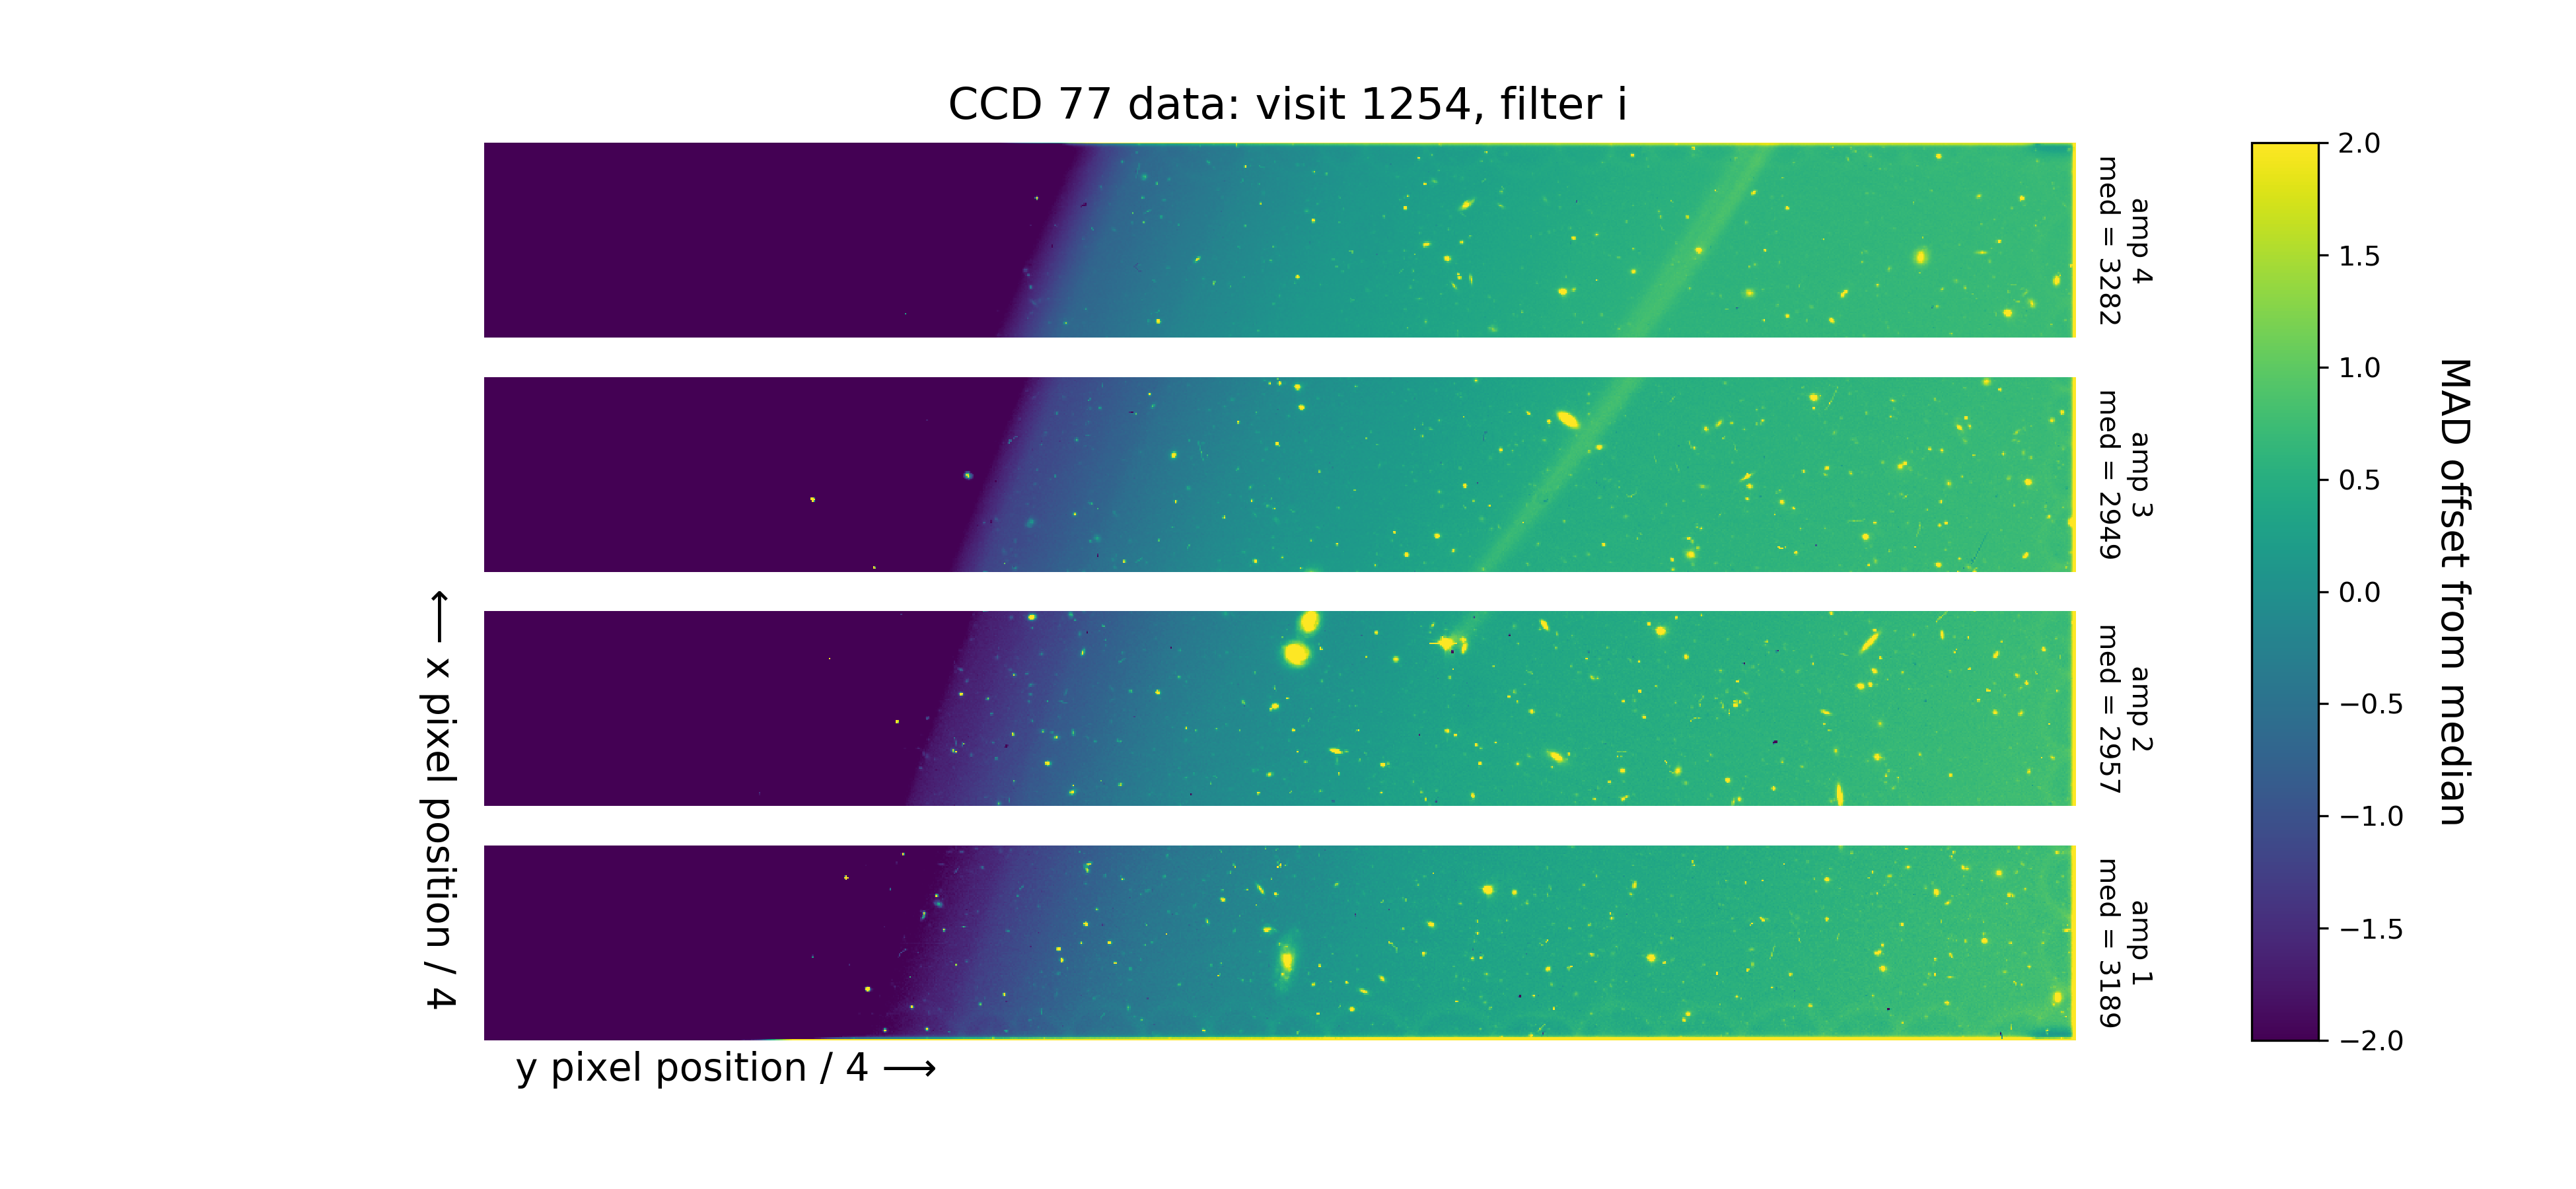 CCD 77 data: visit 1254, filter i
amp 4
med = 3282
amp 3
med = 2949
amp 2
med = 2957
amp 1
med = 3189
⟵ x pixel position / 4
y pixel position / 4 ⟶
2.0
1.5
1.0
0.5
0.0
−0.5
−1.0
−1.5
−2.0
MAD offset from median